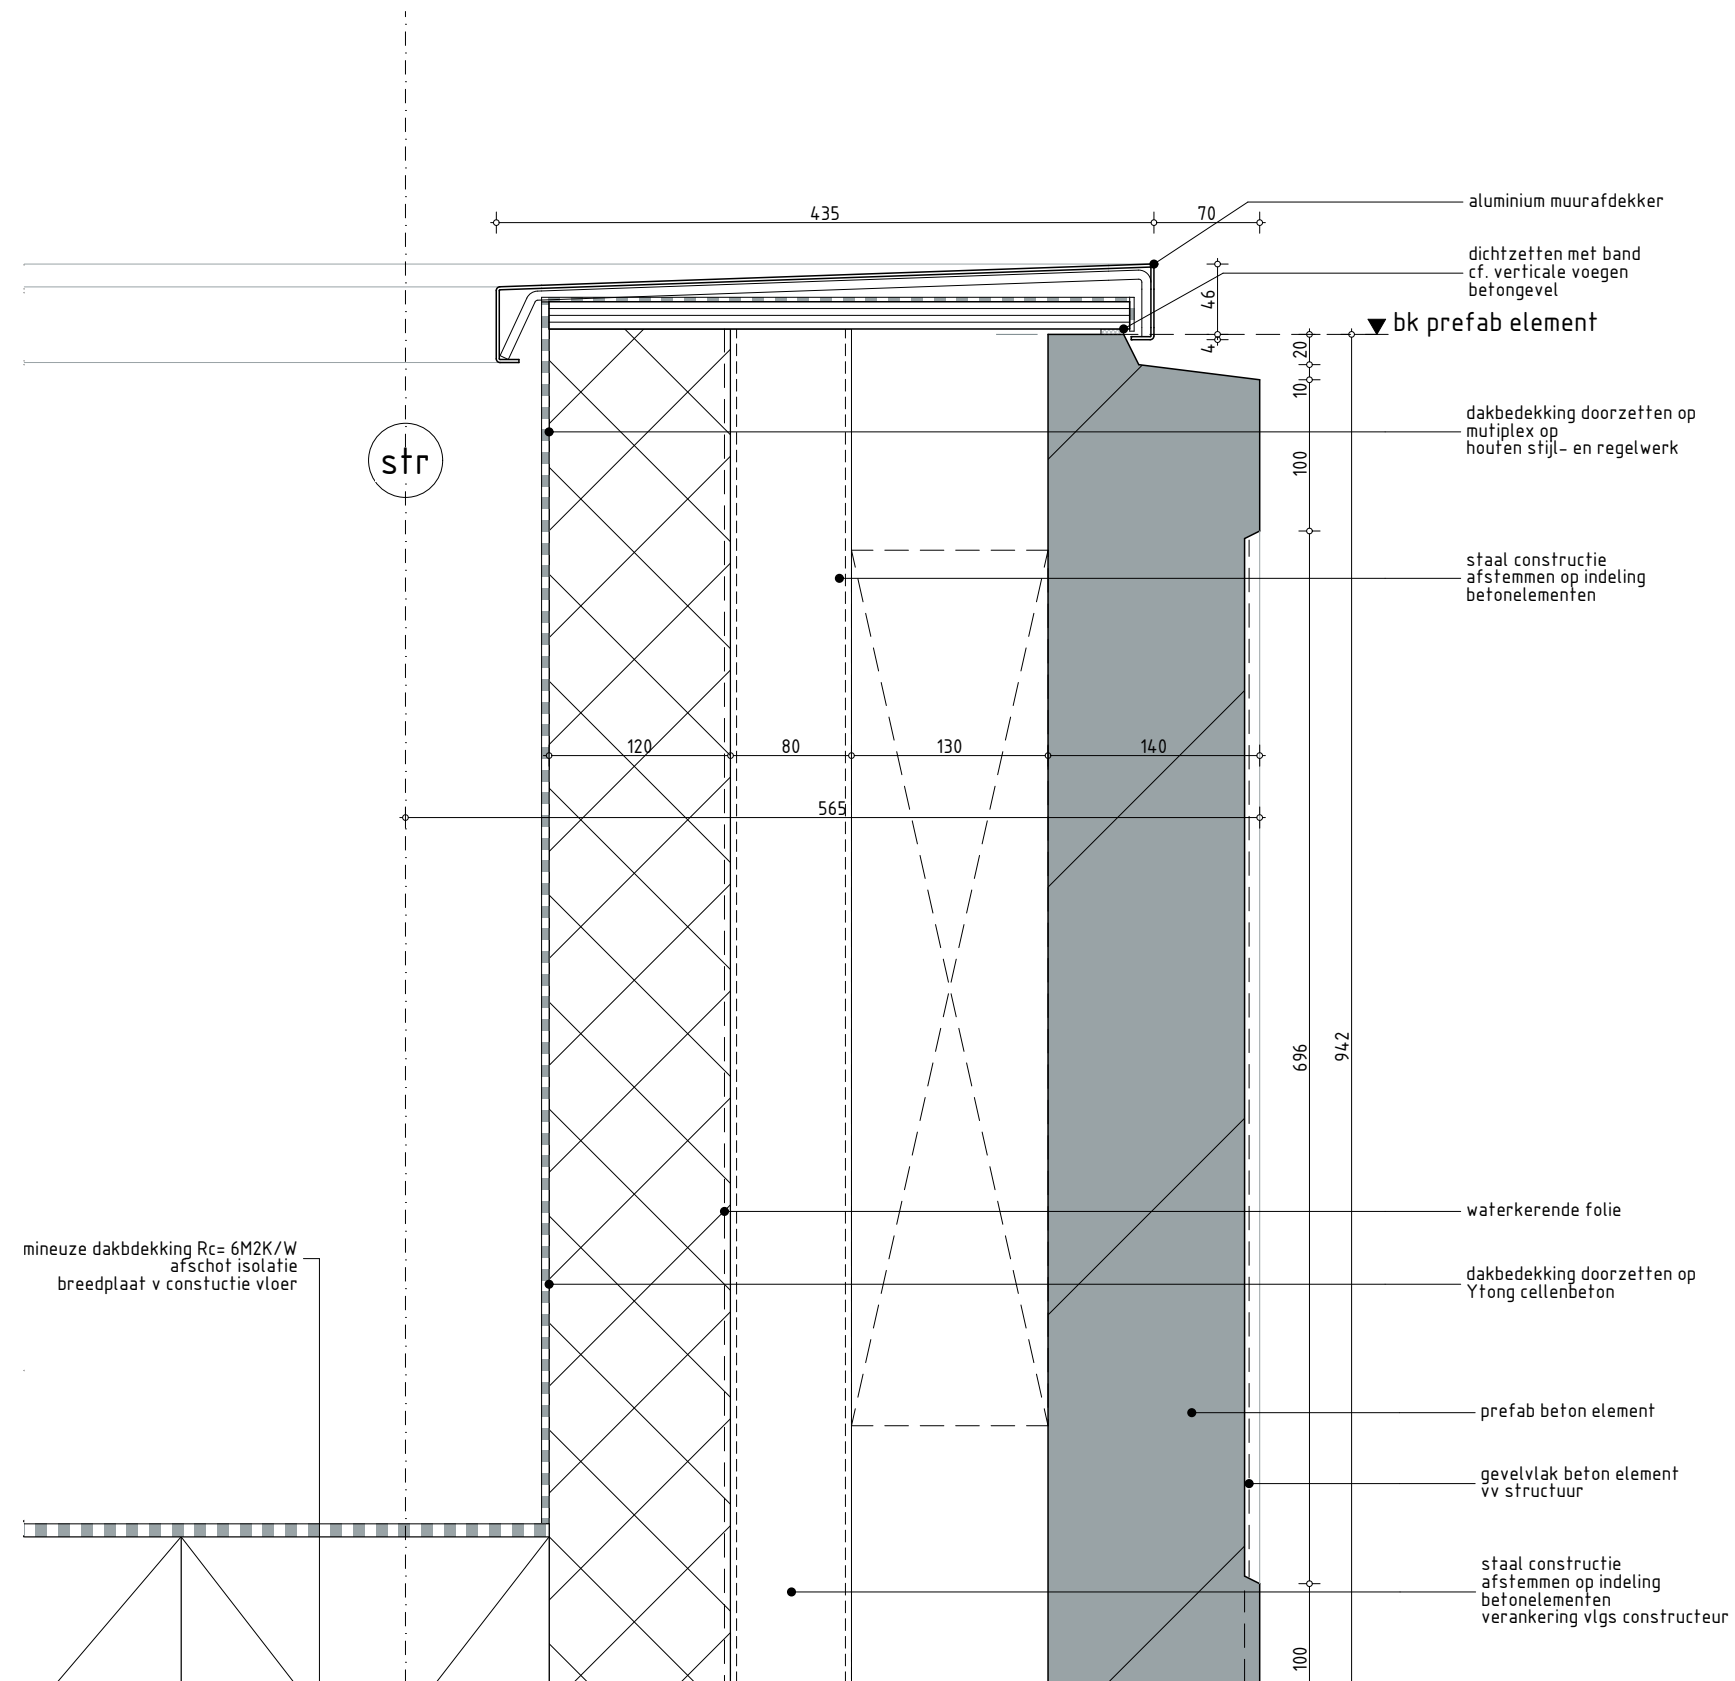 435
70
aluminium muurafdekker
dichtzetten met band
cf. verticale voegen
betongevel
46
4
bk prefab element
20
10
100
dakbedekking doorzetten op
mutiplex op
houten stijl- en regelwerk
str
staal constructie
afstemmen op indeling
betonelementen
120
80
130
140
565
696
942
waterkerende folie
mineuze dakbdekking Rc= 6M2K/W
afschot isolatie
breedplaat v constuctie vloer
dakbedekking doorzetten op
Ytong cellenbeton
prefab beton element
gevelvlak beton element
vv structuur
staal constructie
afstemmen op indeling
betonelementen
verankering vlgs constructeur
100